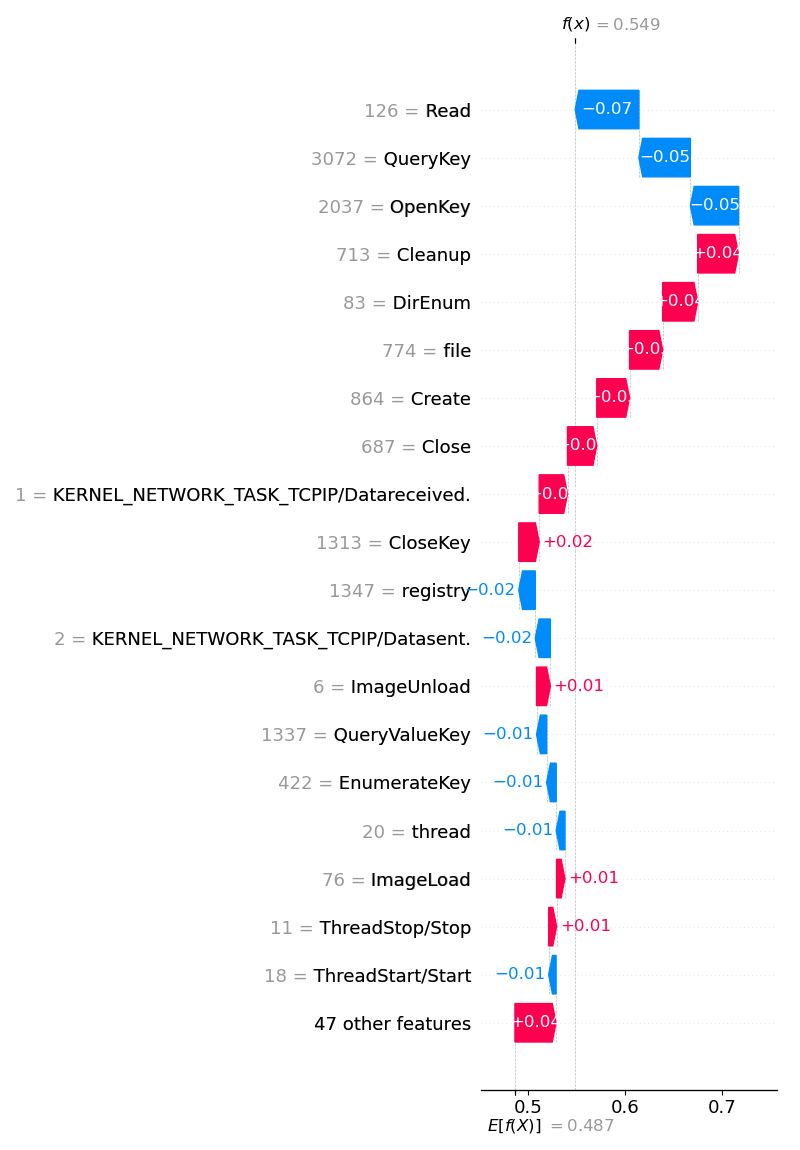 f(x) = 0.549
126 = Read
−0.07
3072 = QueryKey
−0.05
2037 = OpenKey
−0.05
713 = Cleanup
+0.04
83 = DirEnum
+0.04
774 = file
864 = Create
687 = Close
1 = KERNEL_NETWORK_TASK_TCPIP/Datareceived.
1313 = CloseKey
+0.02
1347 = registry
−0.02
2 = KERNEL_NETWORK_TASK_TCPIP/Datasent.
−0.02
6 = ImageUnload
+0.01
1337 = QueryValueKey
−0.01
422 = EnumerateKey
−0.01
20 = thread
−0.01
76 = ImageLoad
+0.01
11 = ThreadStop/Stop
+0.01
18 = ThreadStart/Start
−0.01
47 other features
+0.04
0.5 0.6 0.7
E[f(X)] = 0.487